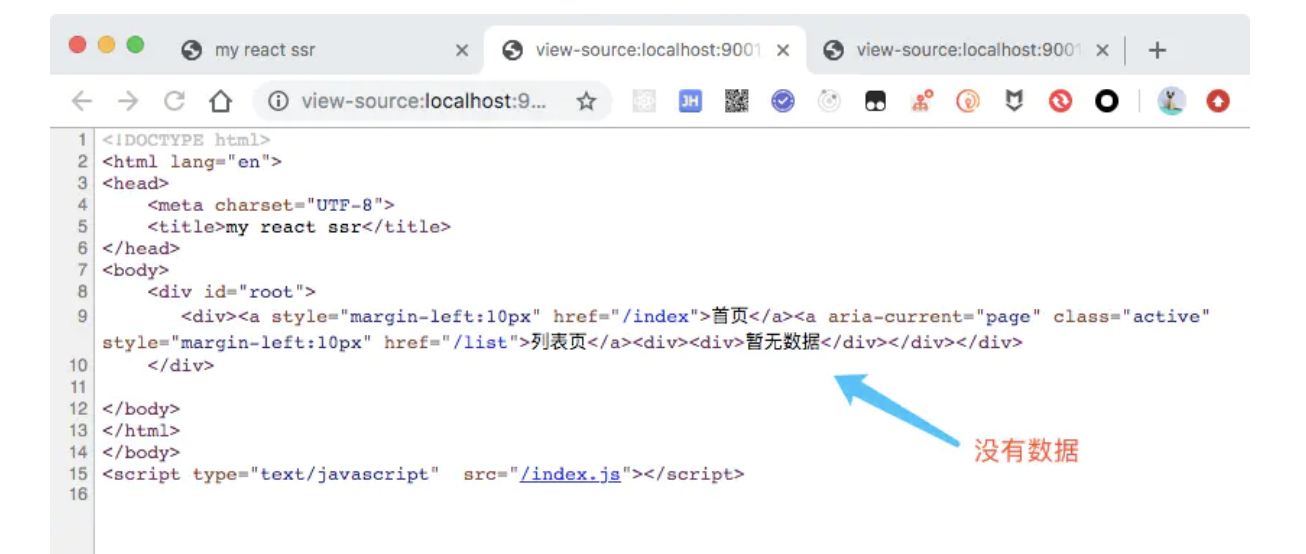 my react ssr
view-source:localhost:9001
view-source:localhost:9001
view-source:localhost:9...
JH
1 <!DOCTYPE html>
2 <html lang="en">
3 <head>
4 <meta charset="UTF-8">
5 <title>my react ssr</title>
6 </head>
7 <body>
8 <div id="root">
9 <div><a style="margin-left:10px" href="/index">首页</a><a aria-current="page" class="active"
style="margin-left:10px" href="/list">列表页</a><div><div>暂无数据</div></div></div>
10 </div>
11
12 </body>
13 </html>
14 </body>
15 <script type="text/javascript"  src="/index.js"></script>
16
没有数据